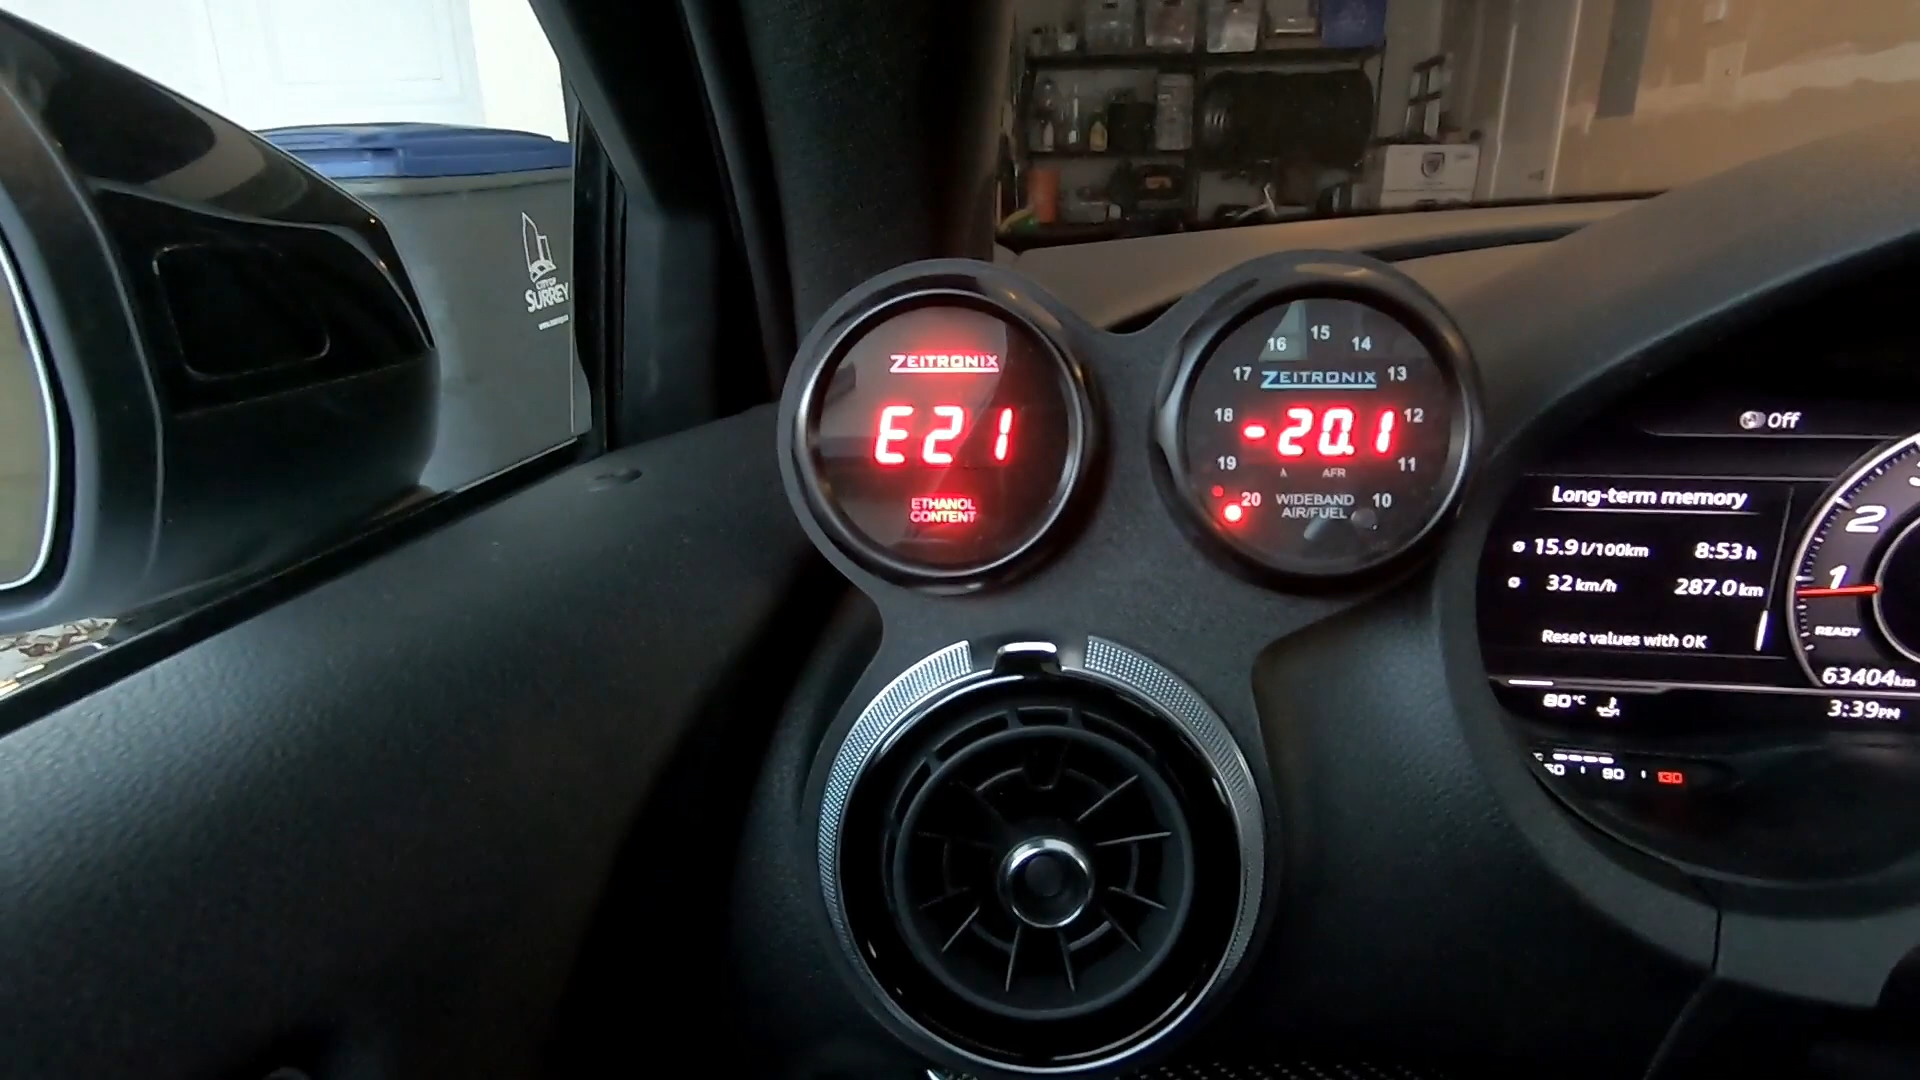 CITY OF
SURREY
ZEITRONIX
E21
ETHANOL
CONTENT
15
16
14
17
ZEITRONIX
13
18
-20.1
12
19
λ
AFR
11
20
WIDEBAND
AIR/FUEL
10
Off
Long-term memory
ø 15.9 l/100km 8:53 h
ø 32 km/h 287.0 km
Reset values with OK
2
1
READY
63404 km
80°C
3:39 PM
90
130